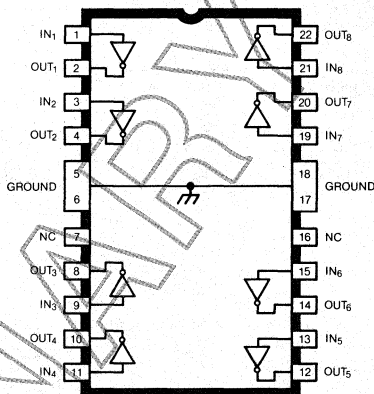 IN1 1 22 OUT8
OUT1 2 21 IN8
IN2 3 20 OUT7
OUT2 4 19 IN7
5 18
GROUND GROUND
6 17
NC 7 16 NC
OUT3 8 15 IN6
IN3 9 14 OUT6
OUT4 10 13 IN5
IN4 11 12 OUT5